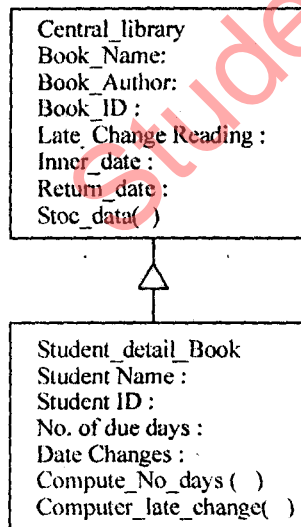 Central_library
Book_Name:
Book_Author:
Book_ID :
Late_Change Reading :
Inner_date :
Return_date :
Stoc_data( )
Stude
Student_detail_Book
Student Name :
Student ID :
No. of due days :
Date Changes :
Compute_No_days ( )
Computer_late_change( )